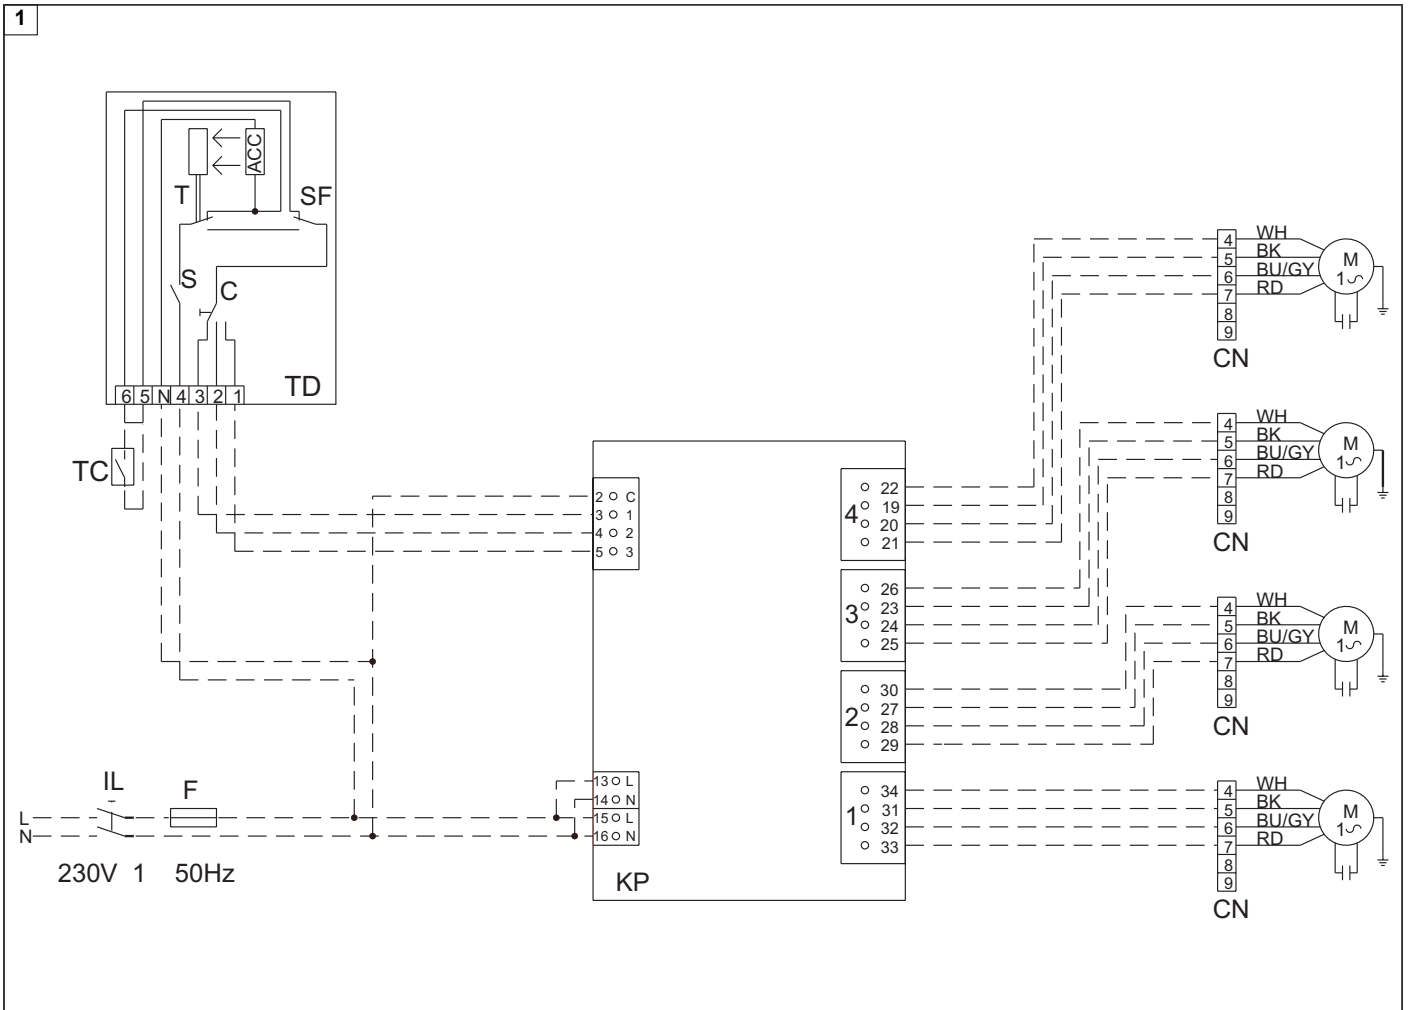 1
ACC
T
SF
S
C
TD
6 5 N 4 3 2 1
TC
2 C
3 1
4 2
5 3
13 L
14 N
15 L
16 N
KP
4
22
19
20
21
3
26
23
24
25
2
30
27
28
29
1
34
31
32
33
4 WH
5 BK
6 BU/GY
7 RD
8
9
CN
M
1
4 WH
5 BK
6 BU/GY
7 RD
8
9
CN
M
1
4 WH
5 BK
6 BU/GY
7 RD
8
9
CN
M
1
4 WH
5 BK
6 BU/GY
7 RD
8
9
CN
M
1
IL
F
L
N
230V 1 50Hz